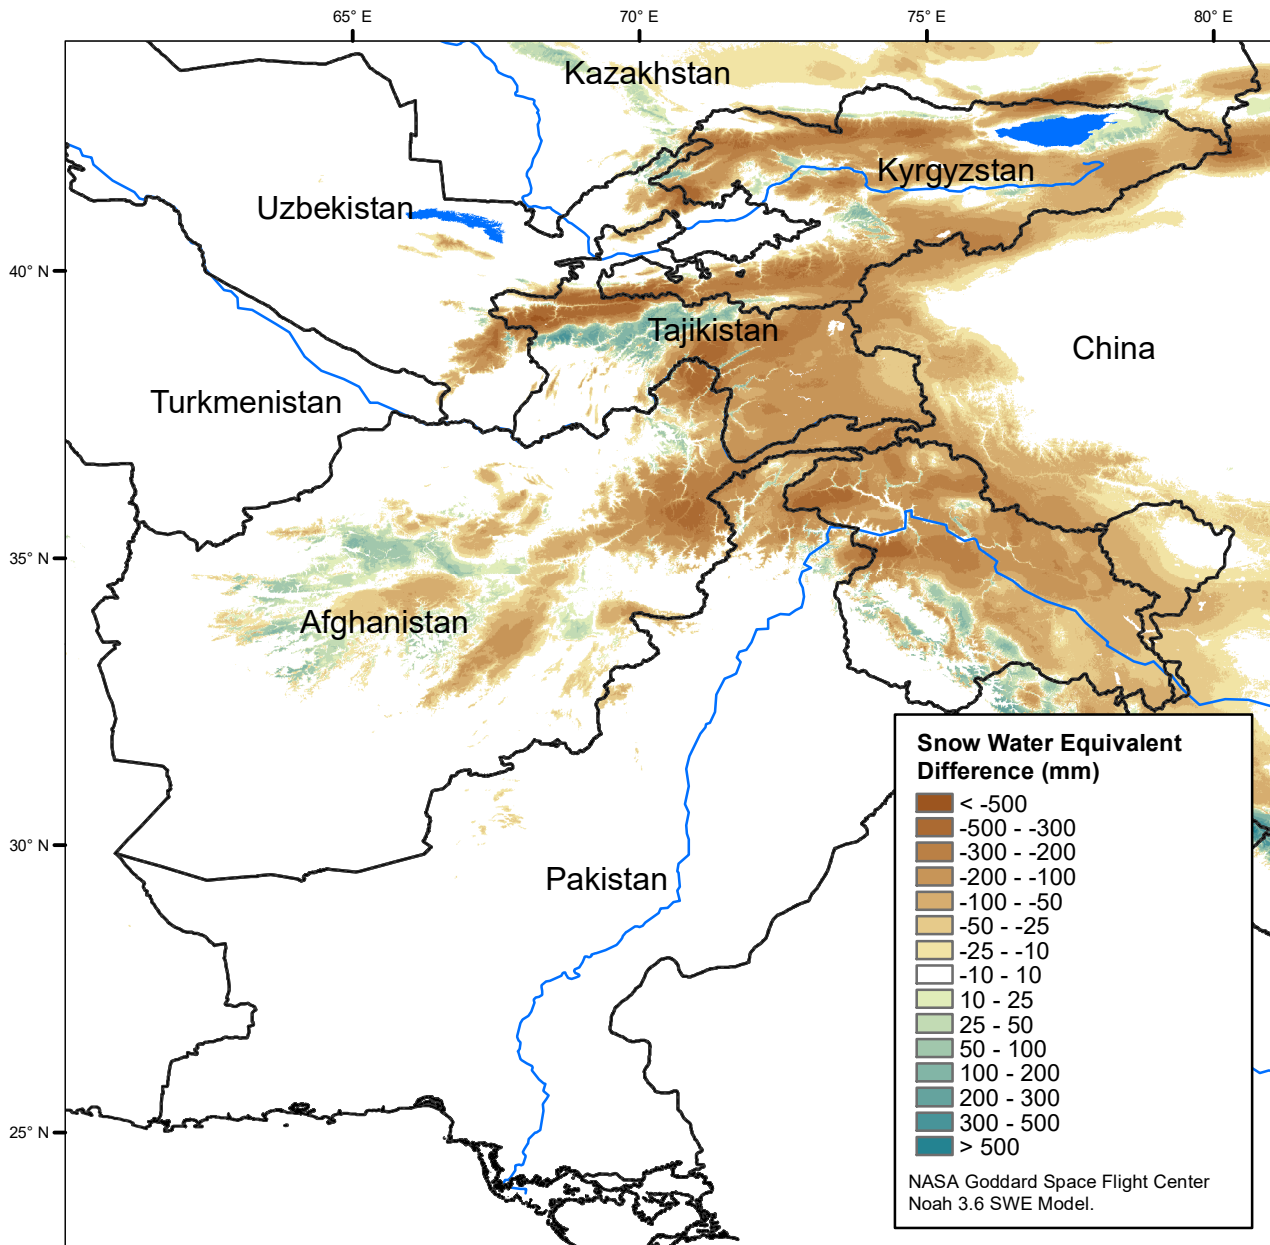 65° E
70° E
75° E
80° E
Kazakhstan
Kyrgyzstan
Uzbekistan
40° N
Tajikistan
China
Turkmenistan
35° N
Afghanistan
30° N
Pakistan
25° N
Snow Water Equivalent
Difference (mm)
< -500
-500 - -300
-300 - -200
-200 - -100
-100 - -50
-50 - -25
-25 - -10
-10 - 10
10 - 25
25 - 50
50 - 100
100 - 200
200 - 300
300 - 500
> 500
NASA Goddard Space Flight Center
Noah 3.6 SWE Model.